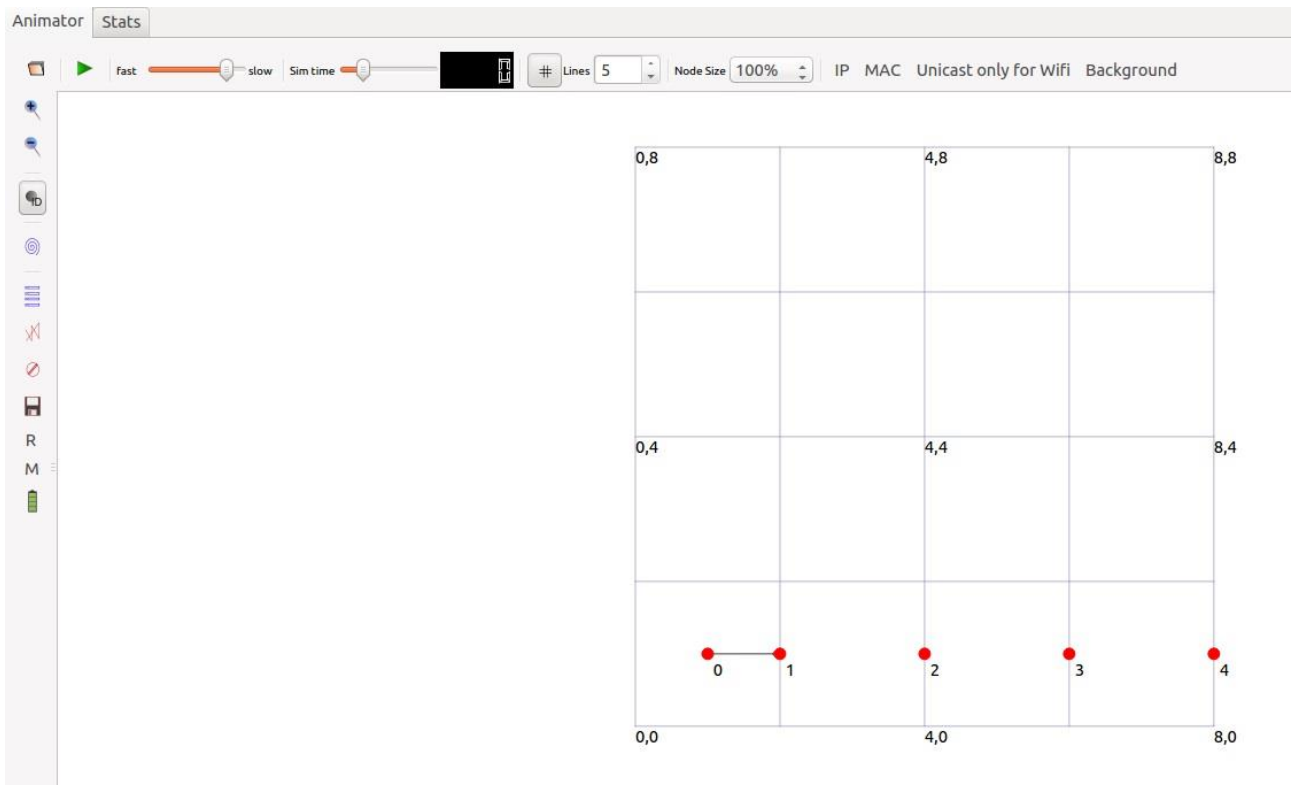 Animator Stats
fast slow Sim time 0 # Lines 5 Node Size 100% IP MAC Unicast only for Wifi Background
ID
R
M
0,8 4,8 8,8
0,4 4,4 8,4
0 1 2 3 4
0,0 4,0 8,0